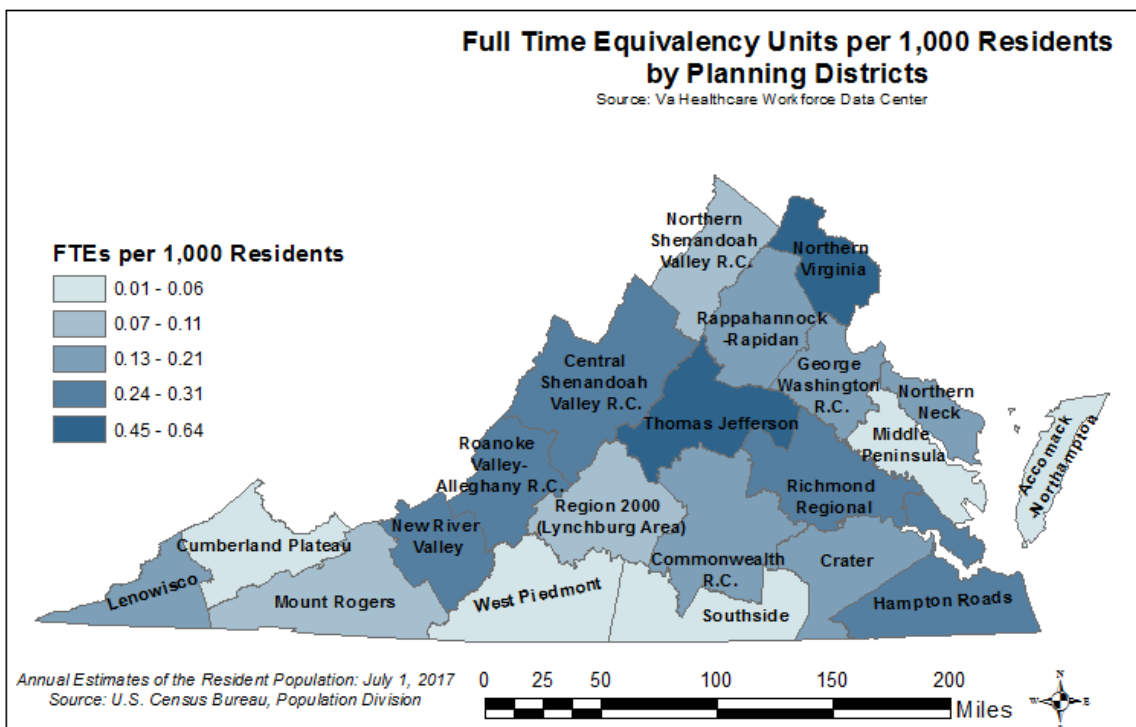 Full Time Equivalency Units per 1,000 Residents
by Planning Districts
Source: Va Healthcare Workforce Data Center
FTEs per 1,000 Residents
0.01 - 0.06
0.07 - 0.11
0.13 - 0.21
0.24 - 0.31
0.45 - 0.64
Northern
Shenandoah
Valley R.C.
Northern
Virginia
Rappahannock
-Rapidan
Central
Shenandoah
Valley R.C.
George
Washington
R.C.
Northern
Neck
Thomas Jefferson
Middle
Peninsula
Accomack
-Northampton
Roanoke
Valley-
Alleghany R.C.
Richmond
Regional
Region 2000
(Lynchburg Area)
New River
Valley
Cumberland Plateau
Commonwealth
R.C.
Crater
Lenowisco
Mount Rogers
West Piedmont
Southside
Hampton Roads
Annual Estimates of the Resident Population: July 1, 2017
Source: U.S. Census Bureau, Population Division
0 25 50 100 150 200
Miles
N
W E
S